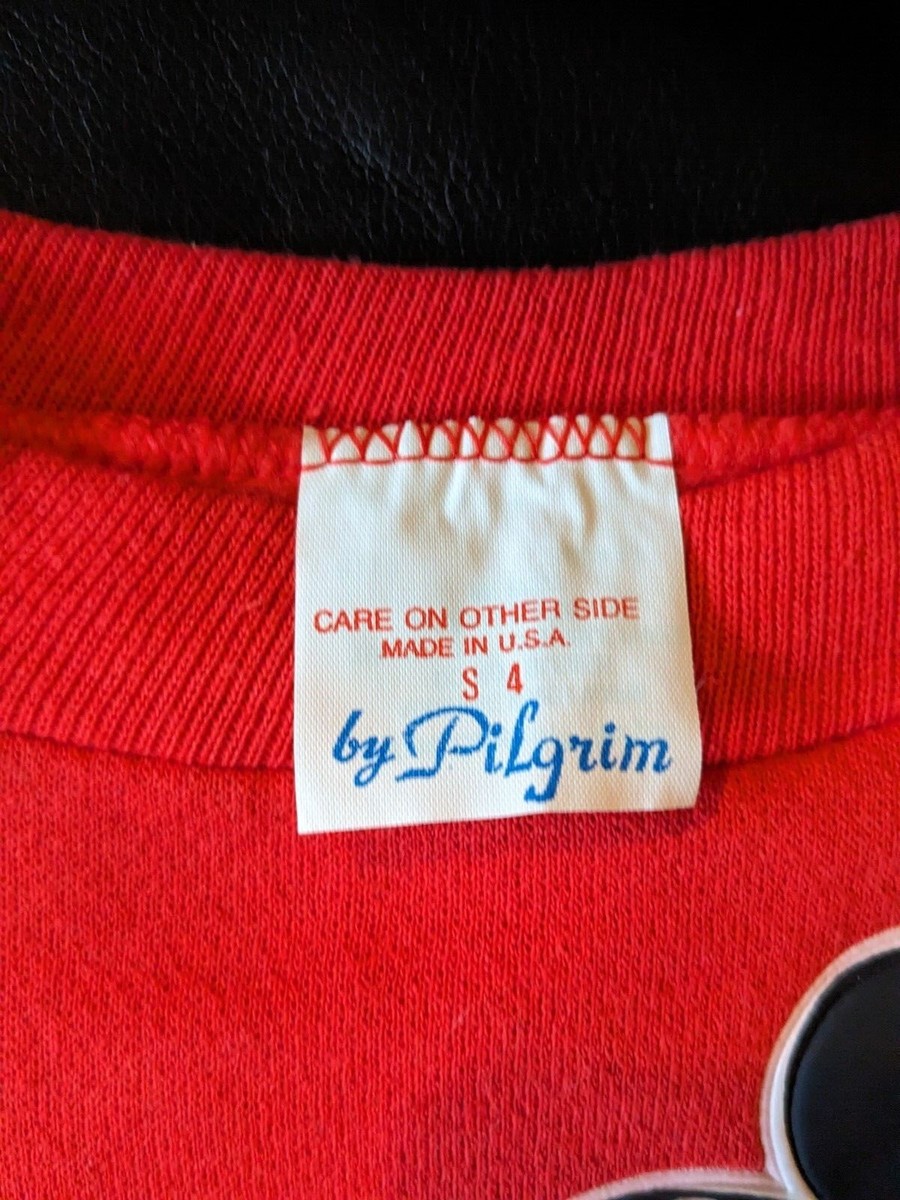 CARE ON OTHER SIDE
MADE IN U.S.A.
S 4
by Pilgrim